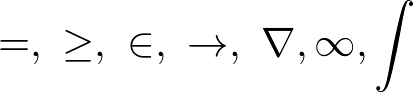 =, ≥, ∈, →, ∇, ∞, ∫